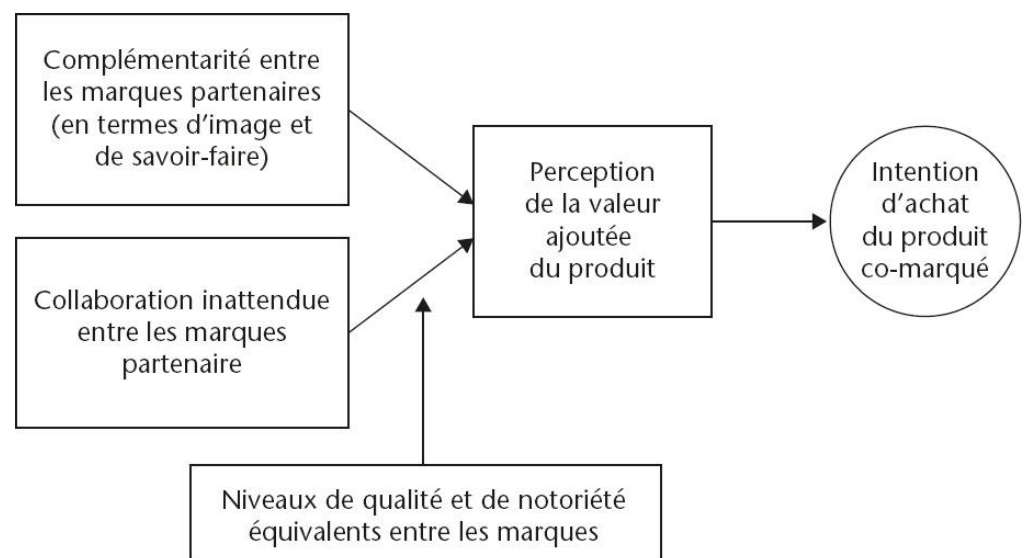 Complémentarité entre
les marques partenaires
(en termes d'image et
de savoir-faire)
Collaboration inattendue
entre les marques
partenaire
Perception
de la valeur
ajoutée
du produit
Intention
d'achat
du produit
co-marqué
Niveaux de qualité et de notoriété
équivalents entre les marques